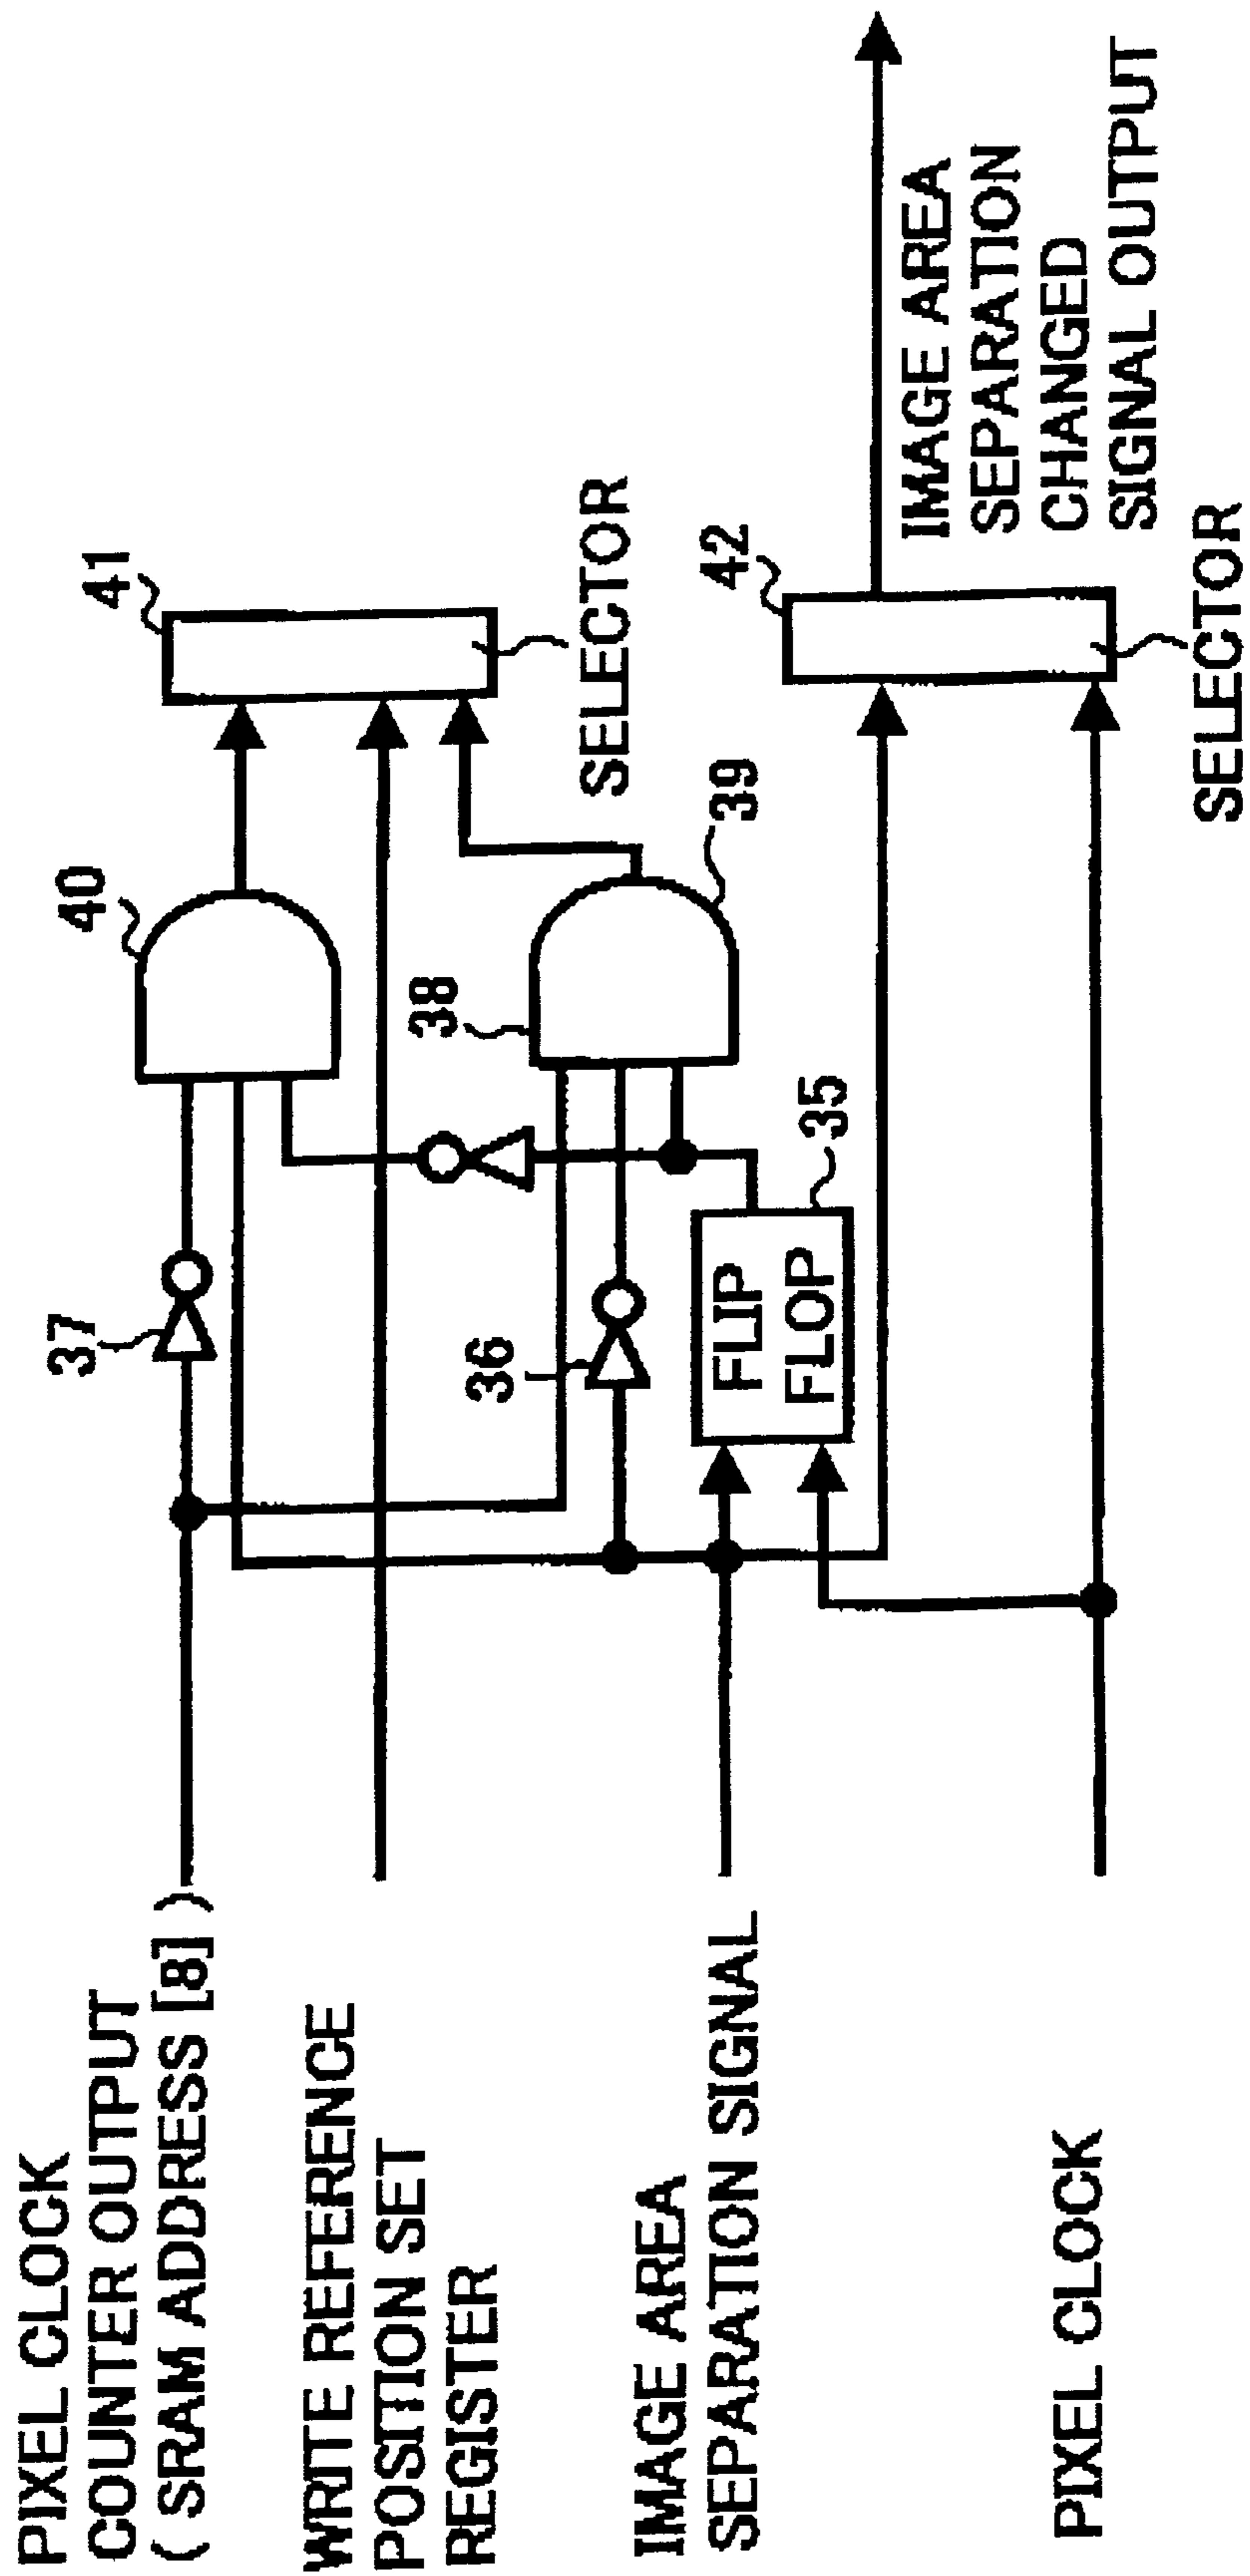 PIXEL CLOCK
COUNTER OUTPUT
( SRAM ADDRESS [8] )
WRITE REFERENCE
POSITION SET
REGISTER
IMAGE AREA
SEPARATION SIGNAL
PIXEL CLOCK
37
36
FLIP
FLOP
35
40
38
39
41
SELECTOR
42
SELECTOR
IMAGE AREA
SEPARATION
CHANGED
SIGNAL OUTPUT